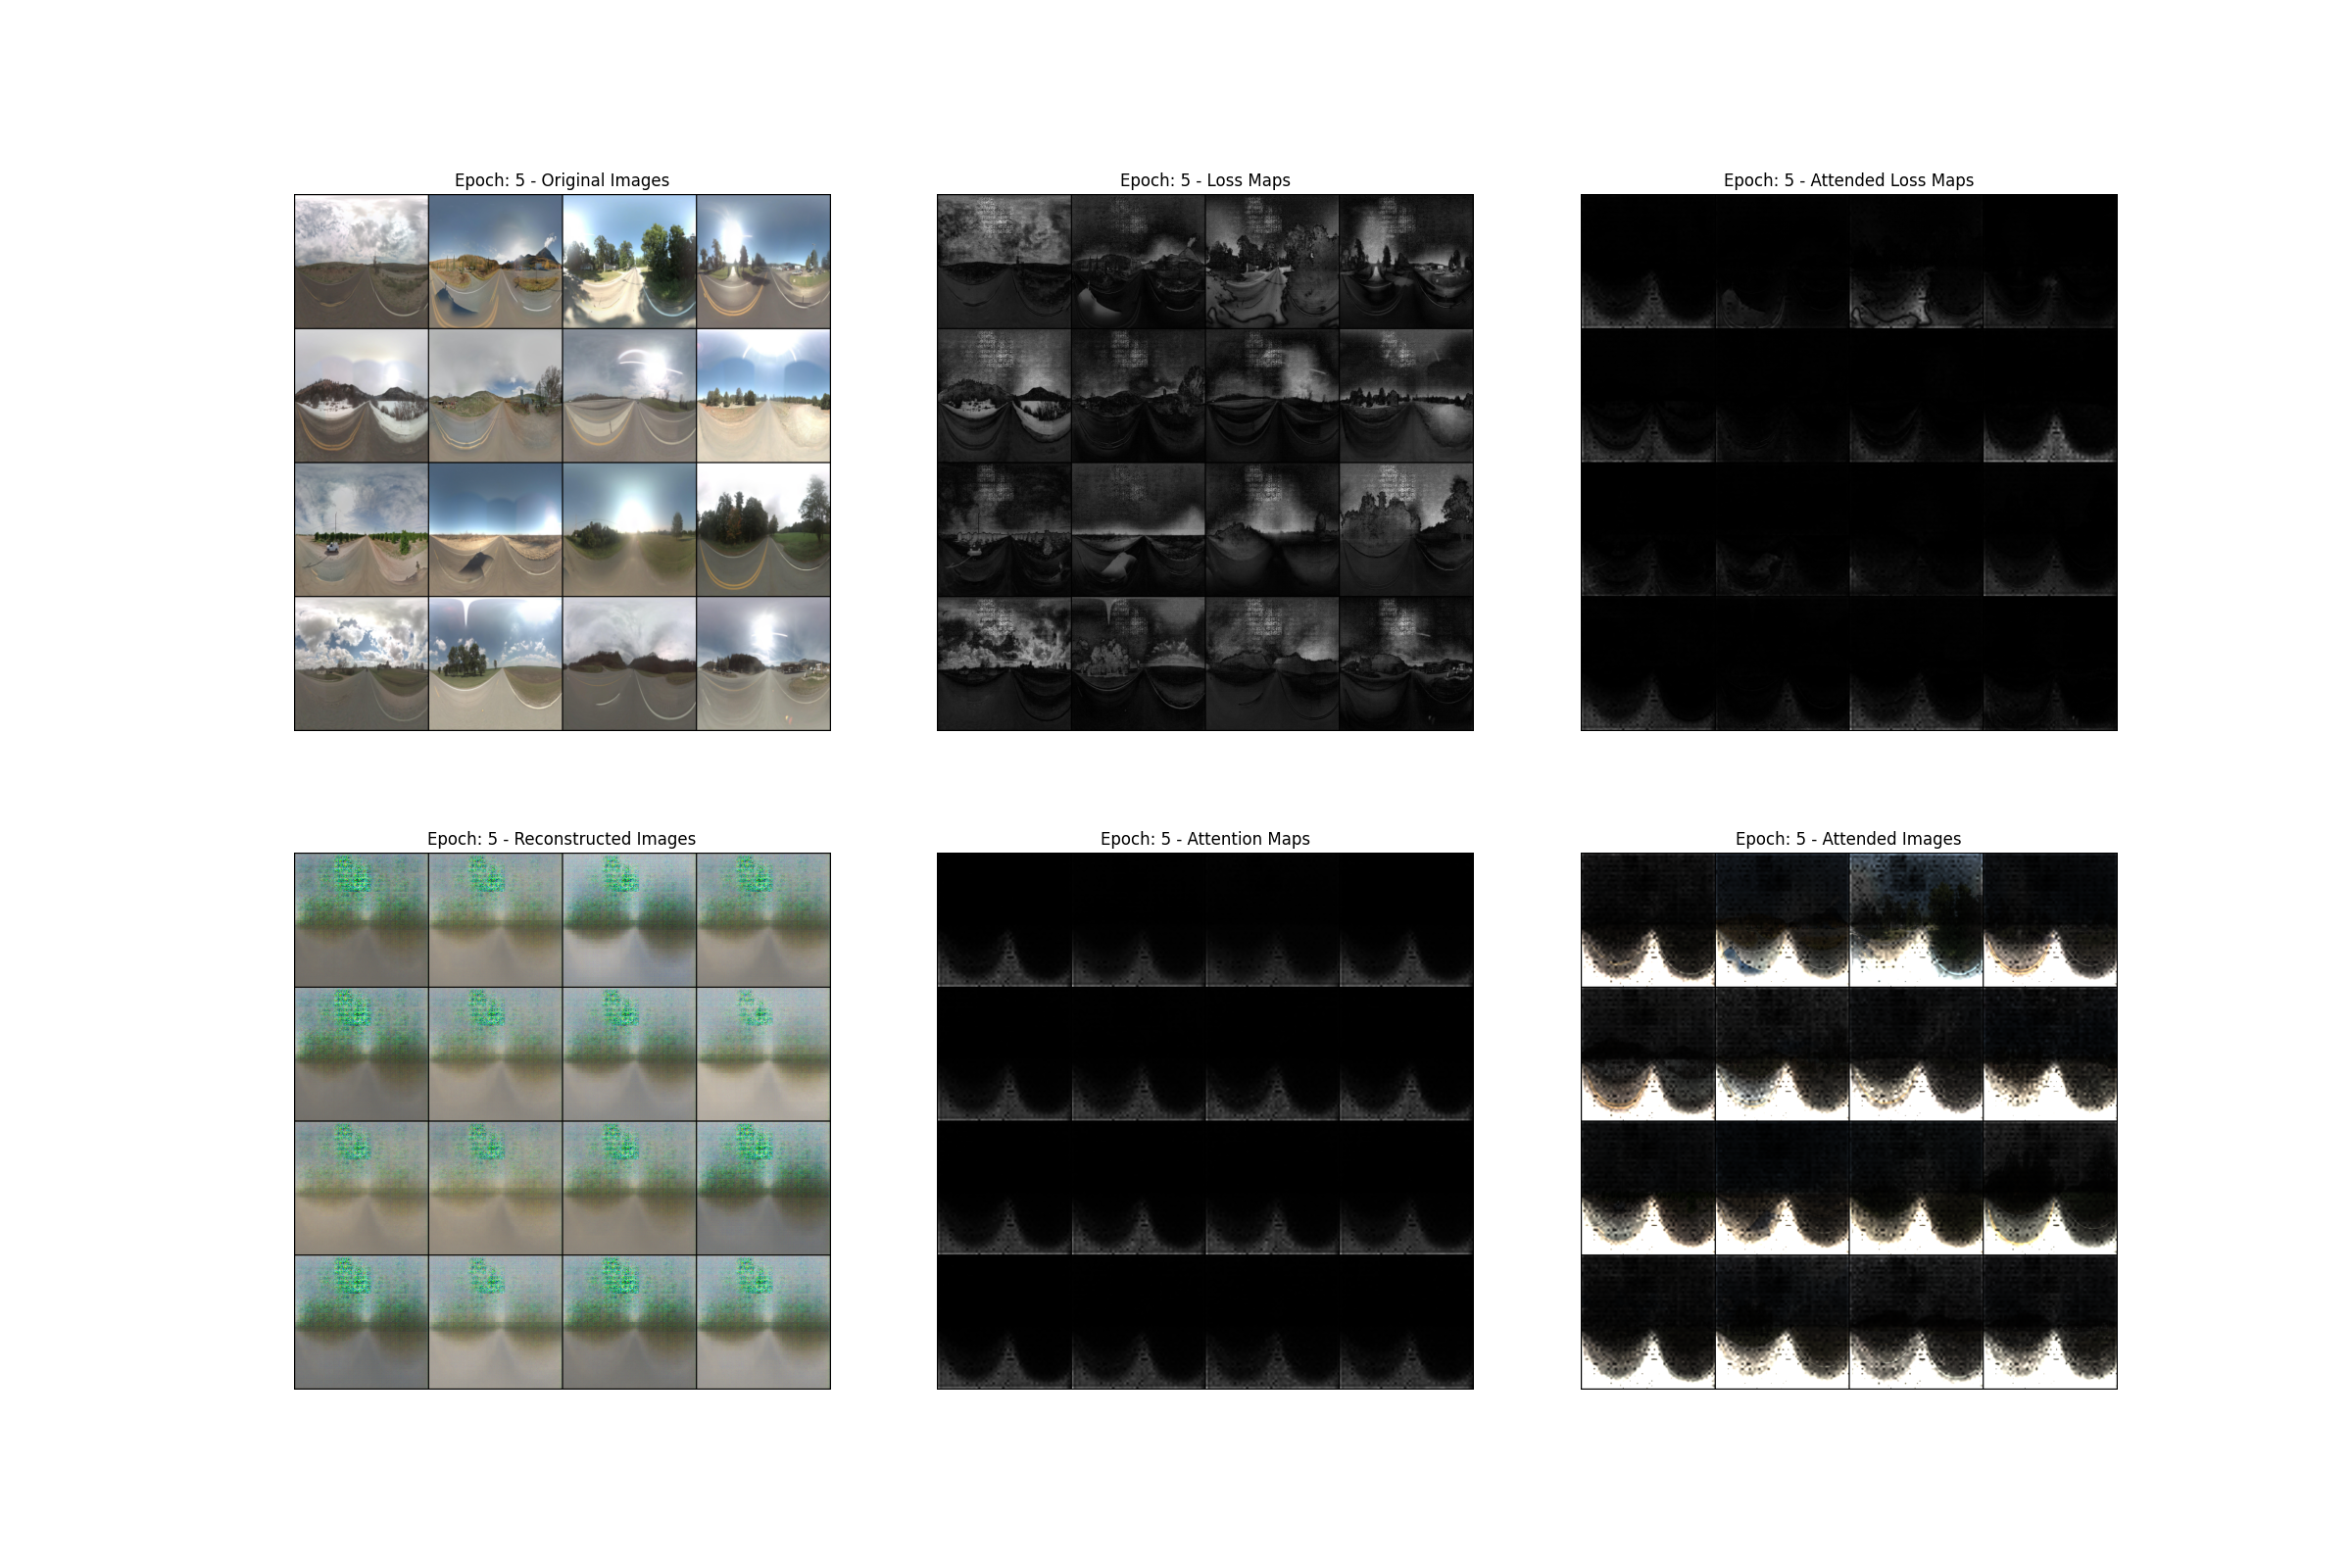 Epoch: 5 - Original Images
Epoch: 5 - Loss Maps
Epoch: 5 - Attended Loss Maps
Epoch: 5 - Reconstructed Images
Epoch: 5 - Attention Maps
Epoch: 5 - Attended Images